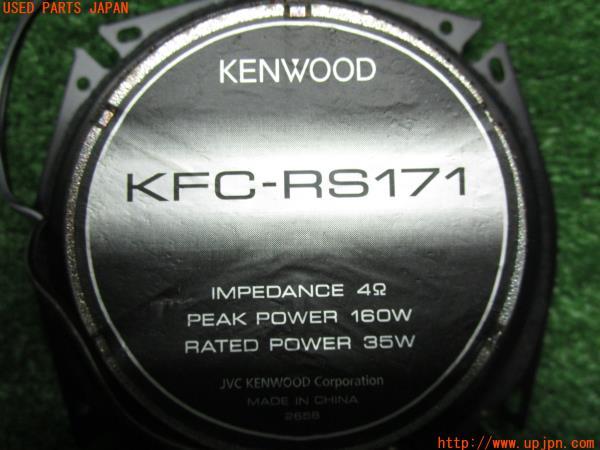 USED PARTS JAPAN
KENWOOD
KFC-RS171
IMPEDANCE 4Ω
PEAK POWER 160W
RATED POWER 35W
JVC KENWOOD Corporation
MADE IN CHINA
265B
http://www.upjpn.com/